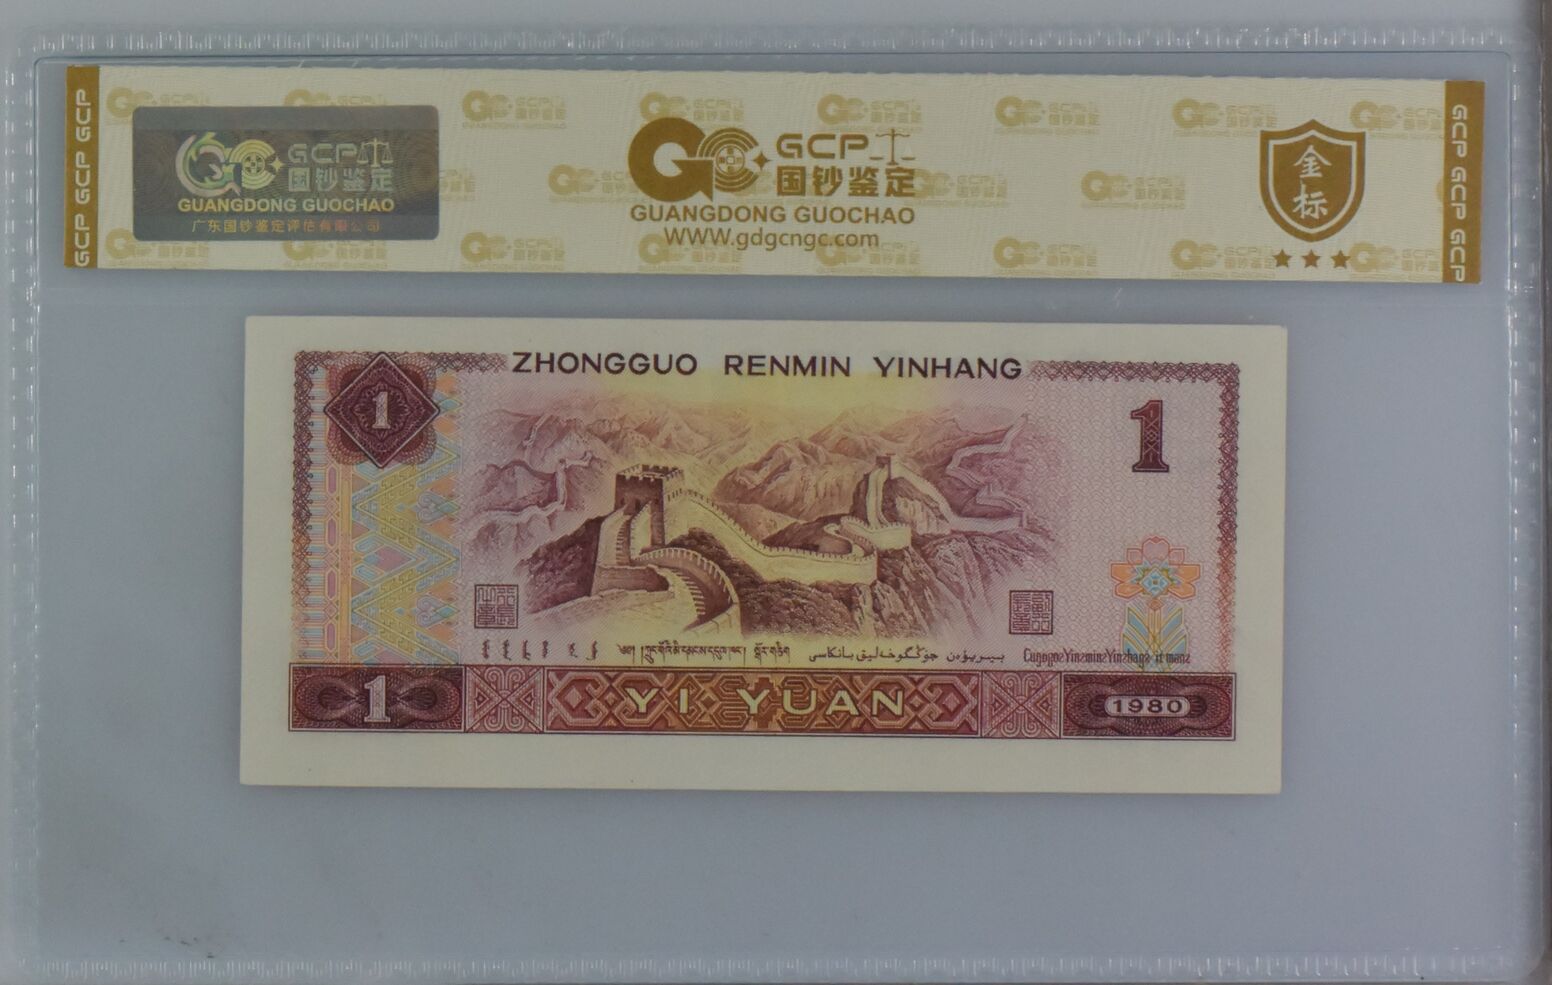 GCP GCP GCP
GCP
国钞鉴定
GUANGDONG GUOCHAO
广东国钞鉴定评估有限公司
GCP
国钞鉴定
GUANGDONG GUOCHAO
WWW.gdgcngc.com
金标
GCP GCP GCP
ZHONGGUO RENMIN YINHANG
1
1
1
YI YUAN
1980